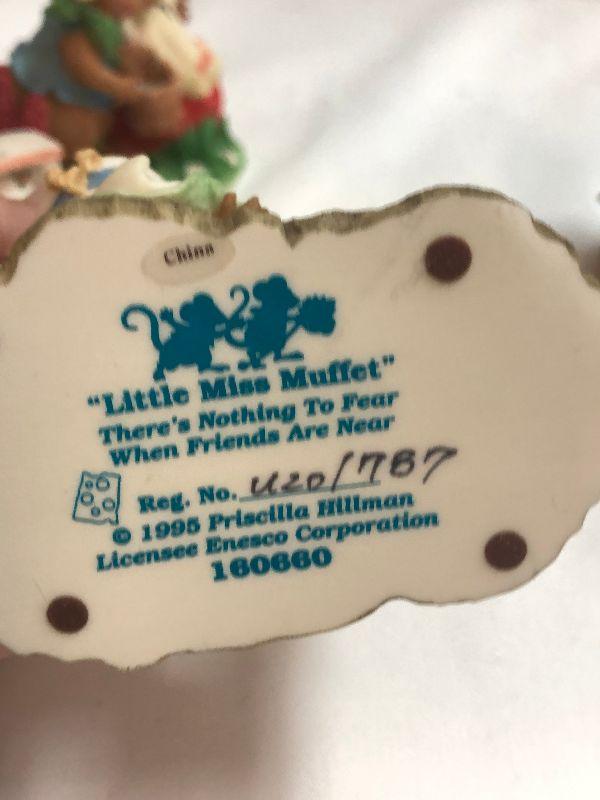 China
"Little Miss Muffet"
There's Nothing To Fear
When Friends Are Near
Reg. No. U20/787
© 1995 Priscilla Hillman
Licensee Enesco Corporation
160660